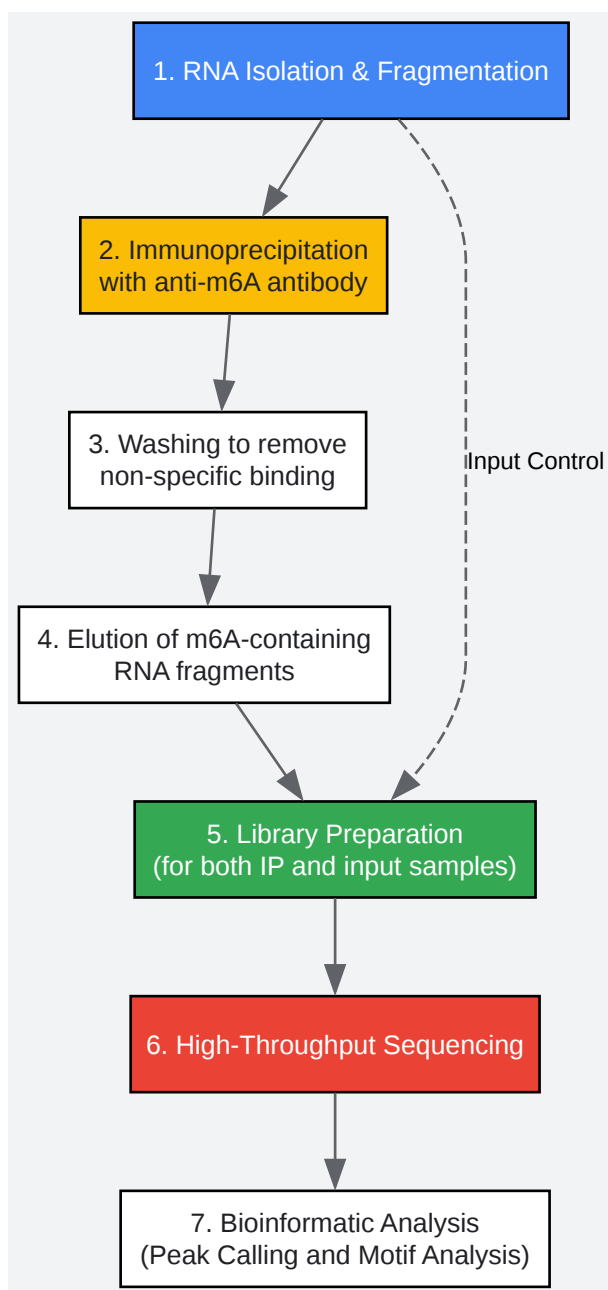 1. RNA Isolation & Fragmentation
2. Immunoprecipitation
with anti-m6A antibody
3. Washing to remove
non-specific binding
Input Control
4. Elution of m6A-containing
RNA fragments
5. Library Preparation
(for both IP and input samples)
6. High-Throughput Sequencing
7. Bioinformatic Analysis
(Peak Calling and Motif Analysis)